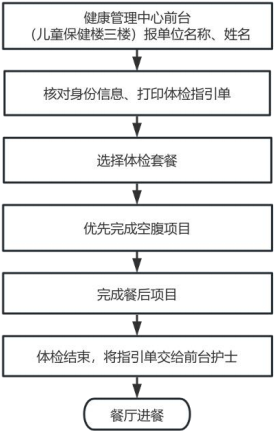 健康管理中心前台
（儿童保健楼三楼）报单位名称、姓名
核对身份信息、打印体检指引单
选择体检套餐
优先完成空腹项目
完成餐后项目
体检结束，将指引单交给前台护士
餐厅进餐